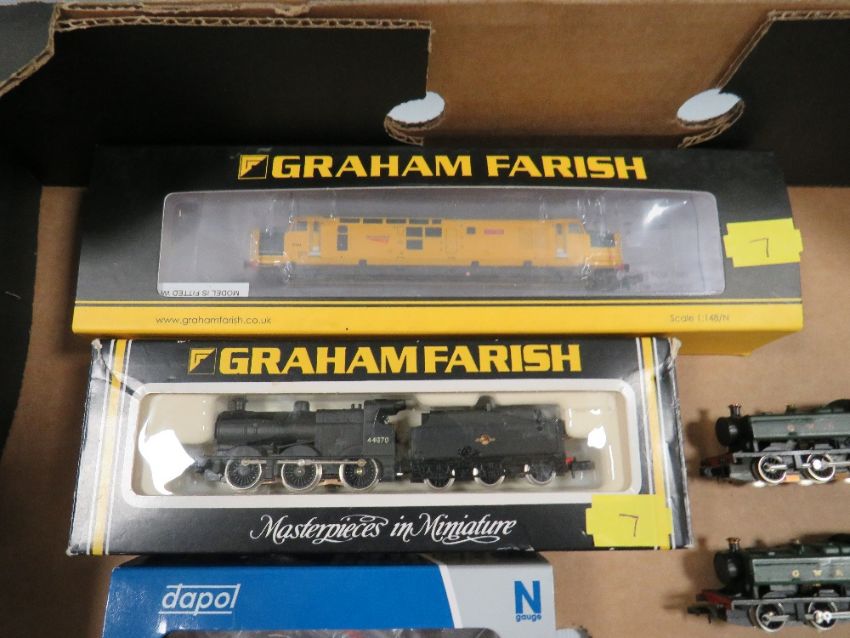 GRAHAM FARISH
7
MODEL IS FITTED W
www.grahamfarish.co.uk
Scale 1:148/N
GRAHAM FARISH
44070
Masterpieces in Miniature
7
dapol
N
gauge
G W R